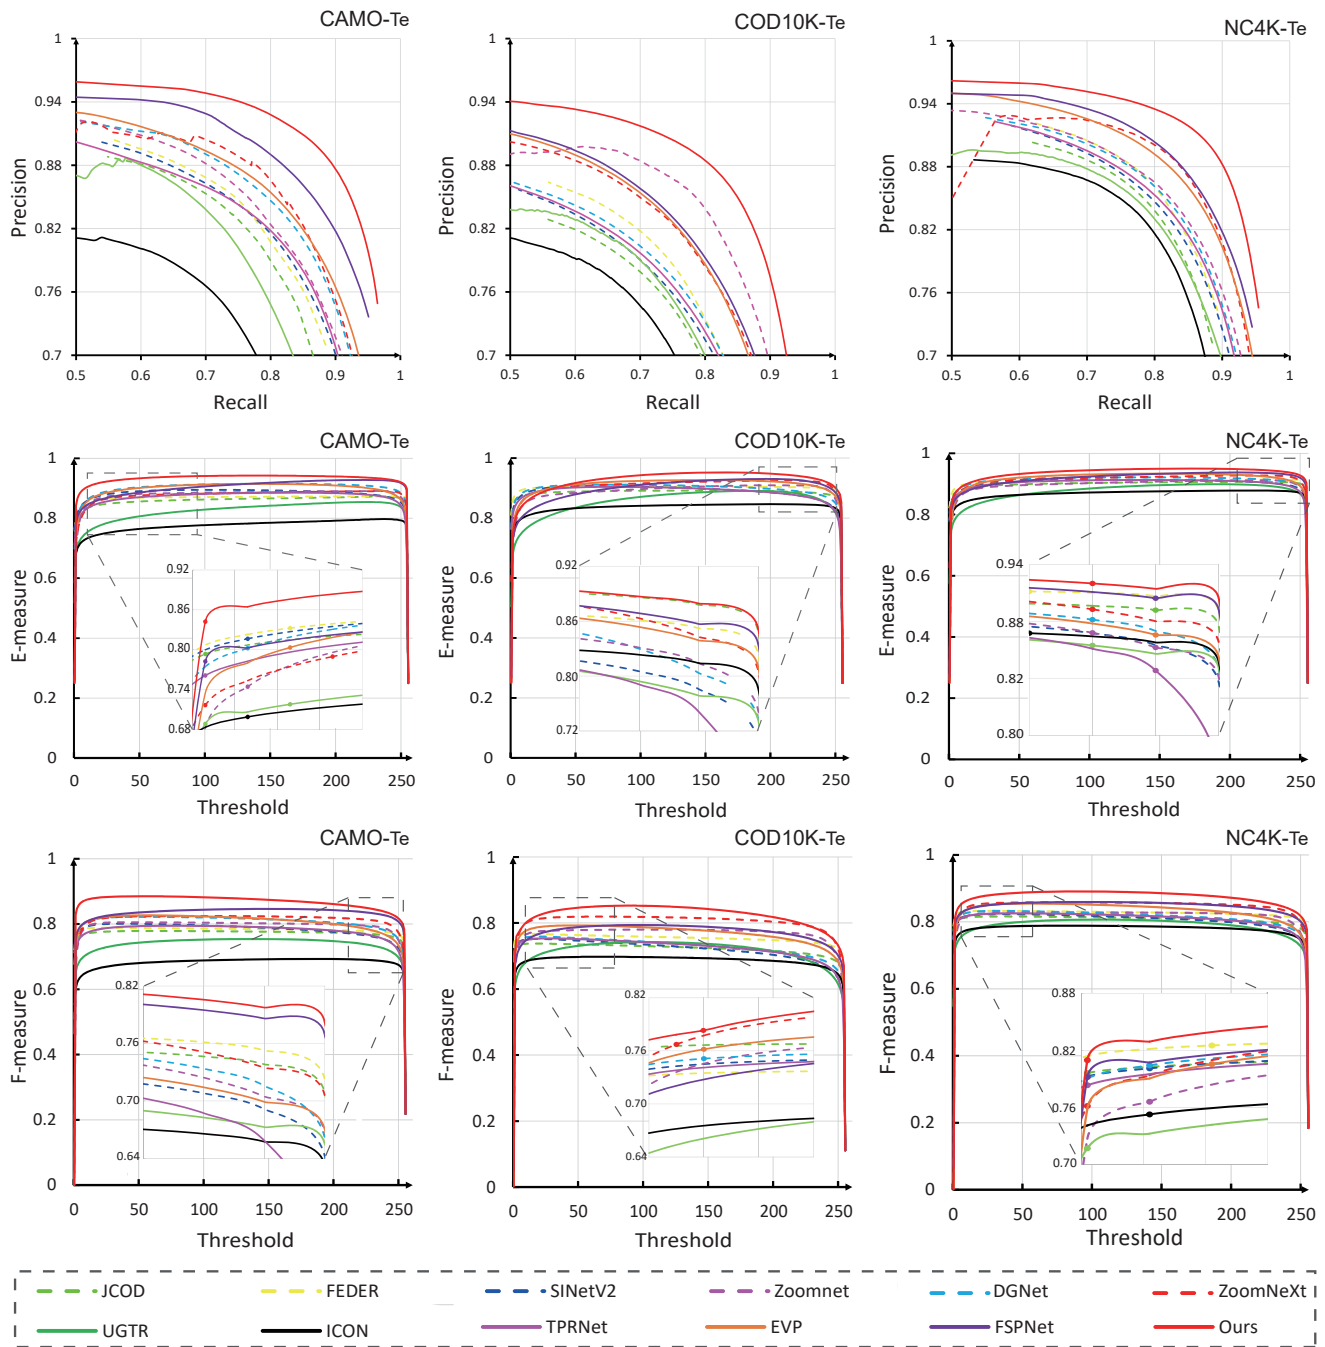 CAMO-Te
COD10K-Te
NC4K-Te
1
0.94
0.88
0.82
0.76
0.7
Precision
0.5 0.6 0.7 0.8 0.9 1
Recall
1
0.94
0.88
0.82
0.76
0.7
Precision
0.5 0.6 0.7 0.8 0.9 1
Recall
1
0.94
0.88
0.82
0.76
0.7
Precision
0.5 0.6 0.7 0.8 0.9 1
Recall
CAMO-Te
COD10K-Te
NC4K-Te
1
0.8
0.6
0.4
0.2
0
E-measure
0.92
0.86
0.80
0.74
0.68
0 50 100 150 200 250
Threshold
1
0.8
0.6
0.4
0.2
0
E-measure
0.92
0.86
0.80
0.72
0 50 100 150 200 250
Threshold
1
0.8
0.6
0.4
0.2
0
E-measure
0.94
0.88
0.82
0.80
0 50 100 150 200 250
Threshold
CAMO-Te
COD10K-Te
NC4K-Te
1
0.8
0.6
0.4
0.2
0
F-measure
0.82
0.76
0.70
0.64
0 50 100 150 200 250
Threshold
1
0.8
0.6
0.4
0.2
0
F-measure
0.82
0.76
0.70
0.64
0 50 100 150 200 250
Threshold
1
0.8
0.6
0.4
0.2
0
F-measure
0.88
0.82
0.76
0.70
0 50 100 150 200 250
Threshold
JCOD FEDER SINetV2 Zoomnet DGNet ZoomNeXt
UGTR ICON TPRNet EVP FSPNet Ours